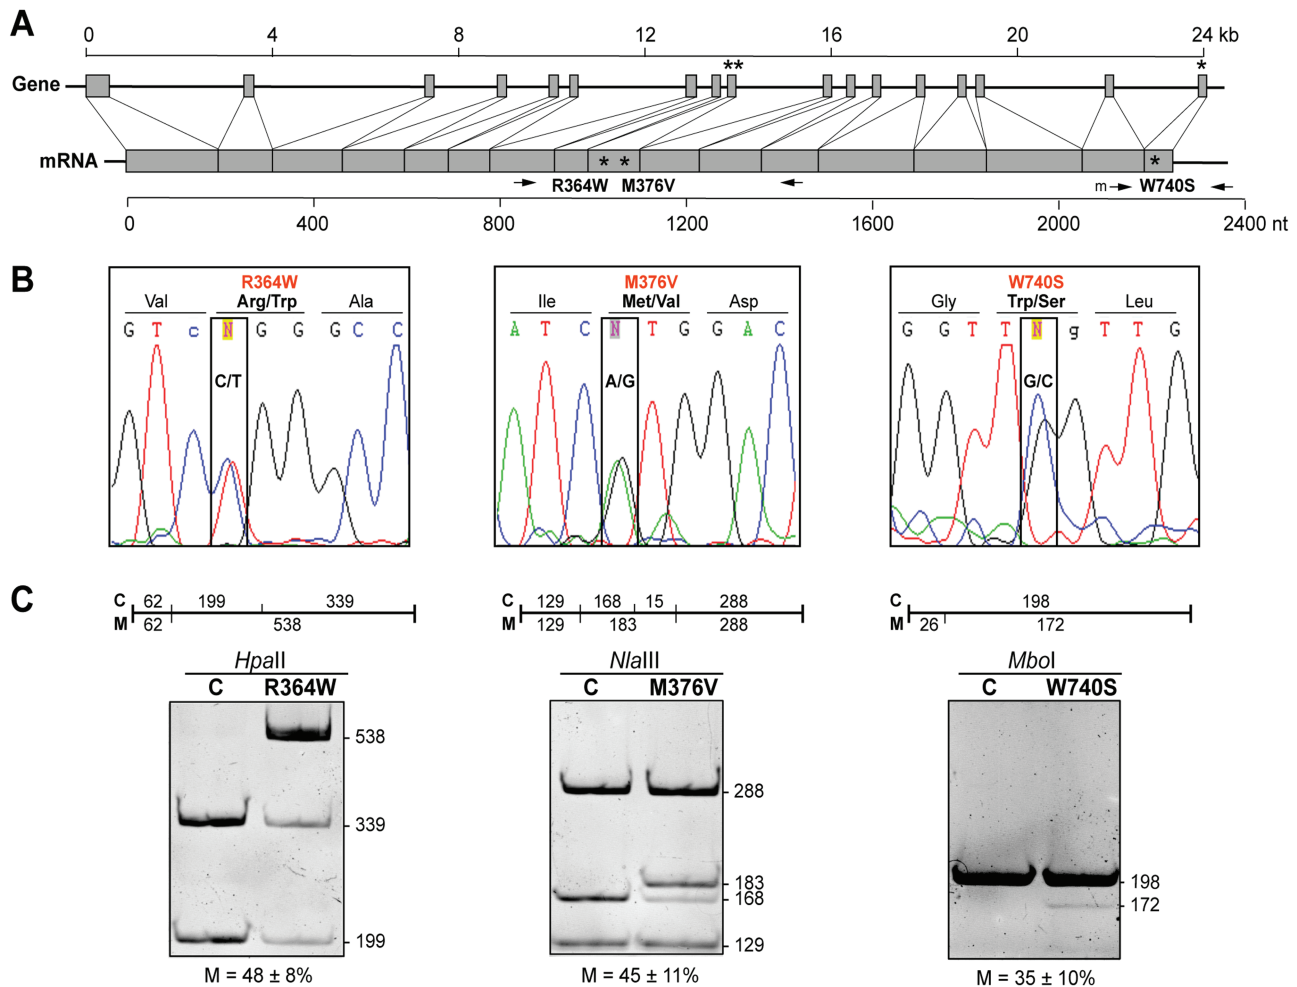 A
0 4 8 12 16 20 24 kb
** *
Gene
mRNA
* * *
R364W M376V m W740S
0 400 800 1200 1600 2000 2400 nt
B
R364W
Val Arg/Trp Ala
G T c N G G G C C
C/T
M376V
Ile Met/Val Asp
A T C N T G G A C
A/G
W740S
Gly Trp/Ser Leu
G G T T N g T T G
G/C
C
C 62 199 339
M 62 538
HpaII
C R364W
538
339
199
M = 48 ± 8%
C 129 168 15 288
M 129 183 288
NlaIII
C M376V
288
183
168
129
M = 45 ± 11%
C 198
M 26 172
MboI
C W740S
198
172
M = 35 ± 10%